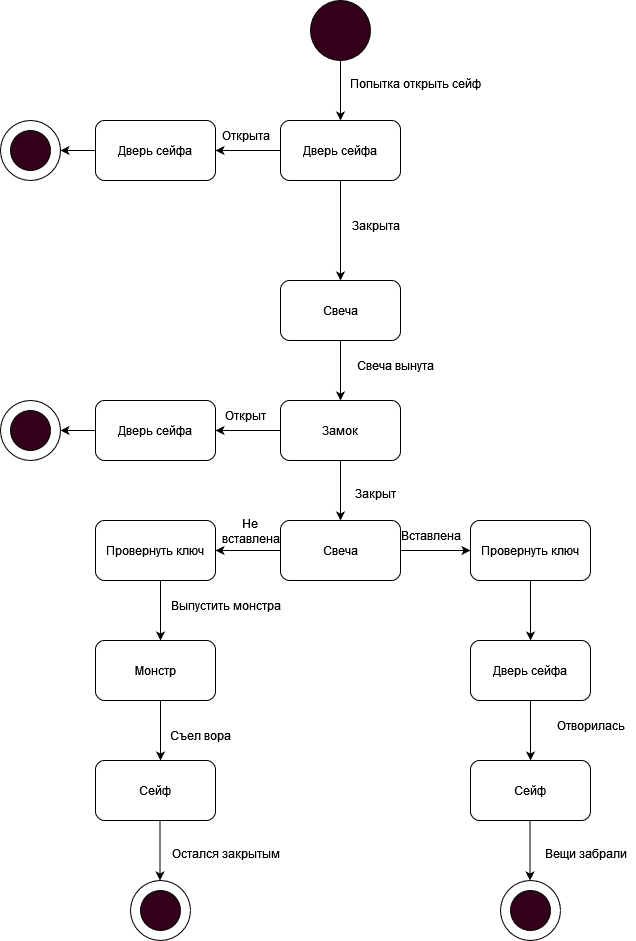 Попытка открыть сейф
Дверь сейфа
Открыта
Дверь сейфа
Закрыта
Свеча
Свеча вынута
Дверь сейфа
Открыт
Замок
Закрыт
Провернуть ключ
Не
вставлена
Свеча
Вставлена
Провернуть ключ
Выпустить монстра
Монстр
Дверь сейфа
Съел вора
Отворилась
Сейф
Сейф
Остался закрытым
Вещи забрали